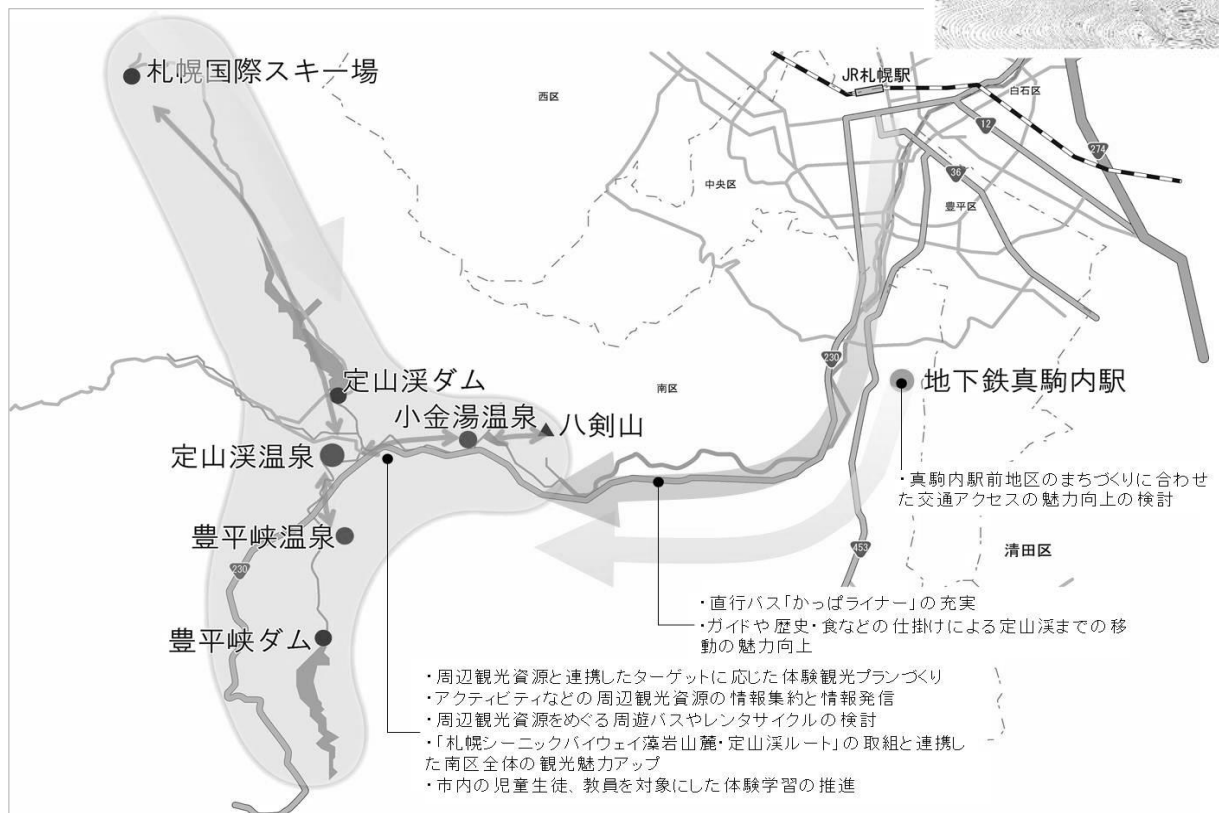 札幌国際スキー場
JR札幌駅
西区
白石区
12
274
中央区
36
豊平区
定山渓ダム
230
地下鉄真駒内駅
南区
小金湯温泉
八剣山
定山渓温泉
・真駒内駅前地区のまちづくりに合わせ
た交通アクセスの魅力向上の検討
豊平峡温泉
453
清田区
230
・直行バス「かっぱライナー」の充実
・ガイドや歴史・食などの仕掛けによる定山渓までの移
動の魅力向上
豊平峡ダム
・周辺観光資源と連携したターゲットに応じた体験観光プランづくり
・アクティビティなどの周辺観光資源の情報集約と情報発信
・周辺観光資源をめぐる周遊バスやレンタサイクルの検討
・「札幌シーニックバイウェイ藻岩山麓・定山渓ルート」の取組と連携し
た南区全体の観光魅力アップ
・市内の児童生徒、教員を対象にした体験学習の推進